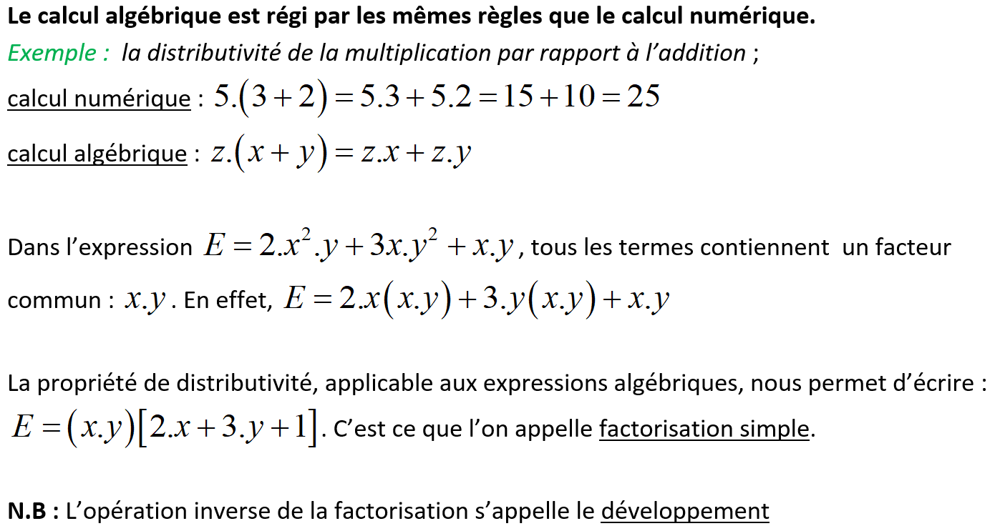 Le calcul algébrique est régi par les mêmes règles que le calcul numérique.
Exemple : la distributivité de la multiplication par rapport à l’addition ;
calcul numérique : 5.(3 + 2) = 5.3 + 5.2 = 15 + 10 = 25
calcul algébrique : z.(x + y) = z.x + z.y
Dans l’expression E = 2.x².y + 3x.y² + x.y, tous les termes contiennent un facteur
commun : x.y. En effet, E = 2.x(x.y) + 3.y(x.y) + x.y
La propriété de distributivité, applicable aux expressions algébriques, nous permet d’écrire :
E = (x.y)[2.x + 3.y + 1]. C’est ce que l’on appelle factorisation simple.
N.B : L’opération inverse de la factorisation s’appelle le développement